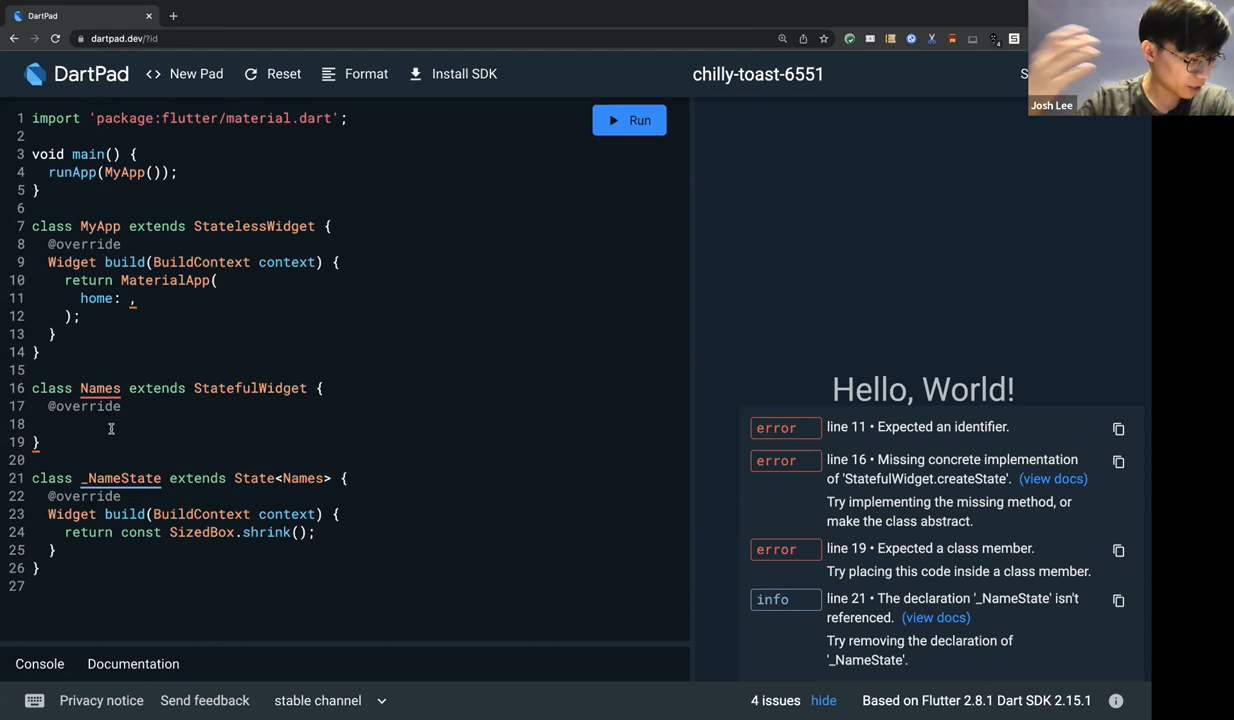 DartPad
dartpad.dev/?id
DartPad
<> New Pad
Reset
Format
Install SDK
chilly-toast-6551
S
Josh Lee
Run
1 import 'package:flutter/material.dart';
2
3 void main() {
4   runApp(MyApp());
5 }
6
7 class MyApp extends StatelessWidget {
8   @override
9   Widget build(BuildContext context) {
10     return MaterialApp(
11       home: ,
12     );
13   }
14 }
15
16 class Names extends StatefulWidget {
17   @override
18
19 }
20
21 class _NameState extends State<Names> {
22   @override
23   Widget build(BuildContext context) {
24     return const SizedBox.shrink();
25   }
26 }
27
Hello, World!
error line 11 • Expected an identifier.
error line 16 • Missing concrete implementation
of 'StatefulWidget.createState'. (view docs)
Try implementing the missing method, or
make the class abstract.
error line 19 • Expected a class member.
Try placing this code inside a class member.
info line 21 • The declaration '_NameState' isn't
referenced. (view docs)
Try removing the declaration of
'_NameState'.
Console
Documentation
Privacy notice
Send feedback
stable channel
4 issues
hide
Based on Flutter 2.8.1 Dart SDK 2.15.1